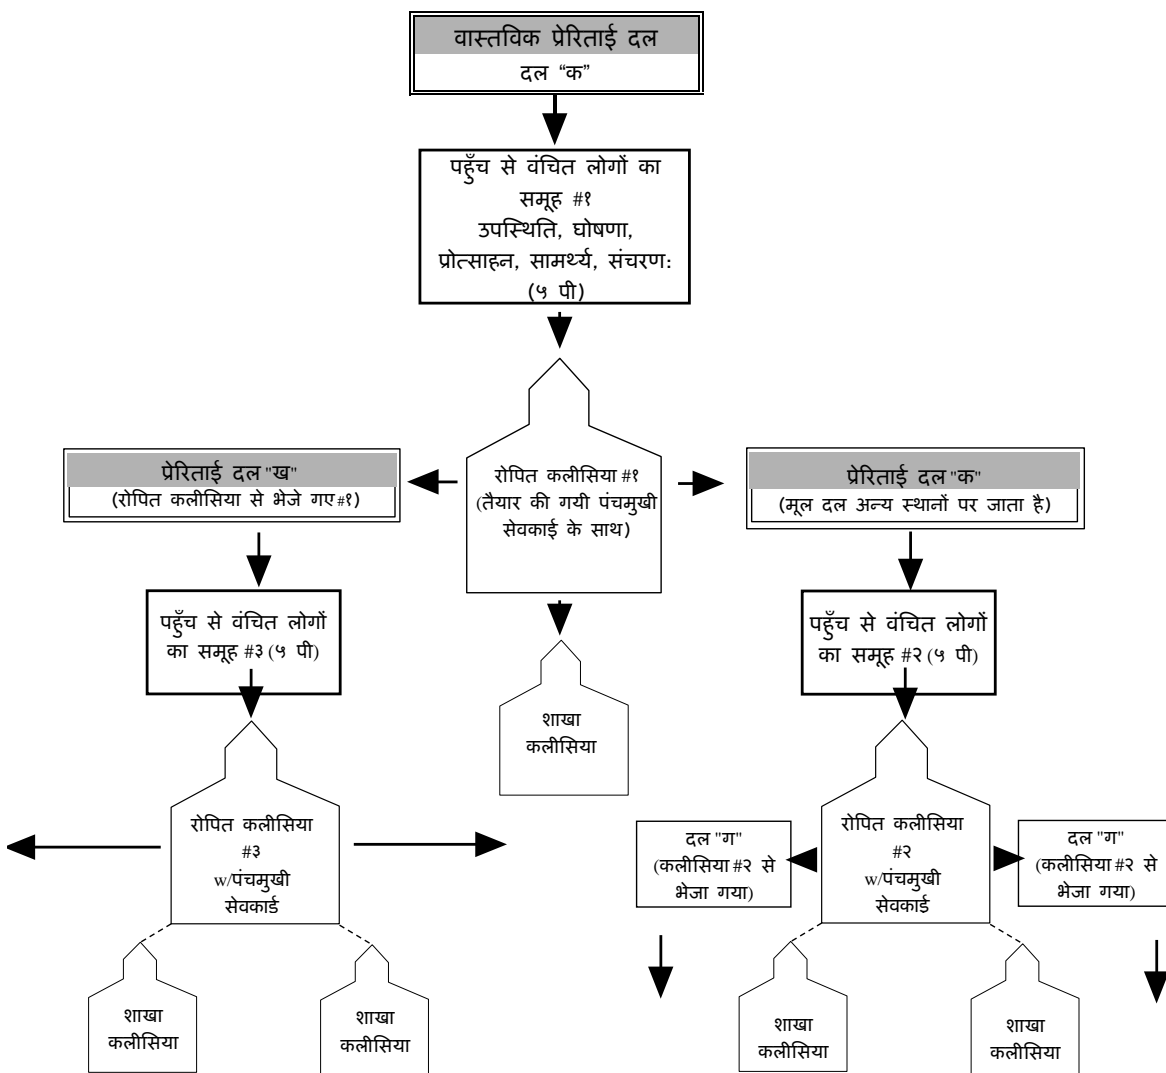 वास्तविक प्रेरिताई दल
दल “क”
पहुँच से वंचित लोगों का
समूह #१
उपस्थिति, घोषणा,
प्रोत्साहन, सामर्थ्य, संचरण:
(५ पी)
रोपित कलीसिया #१
(तैयार की गयी पंचमुखी
सेवकाई के साथ)
प्रेरिताई दल "ख"
(रोपित कलीसिया से भेजे गए #१)
प्रेरिताई दल "क"
(मूल दल अन्य स्थानों पर जाता है)
पहुँच से वंचित लोगों
का समूह #३ (५ पी)
पहुँच से वंचित लोगों
का समूह #२ (५ पी)
शाखा
कलीसिया
रोपित कलीसिया
#३
w/पंचमुखी
सेवकार्ड
दल "ग"
(कलीसिया #२ से
भेजा गया)
रोपित कलीसिया
#२
w/पंचमुखी
सेवकार्ड
दल "ग"
(कलीसिया #२ से
भेजा गया)
शाखा
कलीसिया
शाखा
कलीसिया
शाखा
कलीसिया
शाखा
कलीसिया